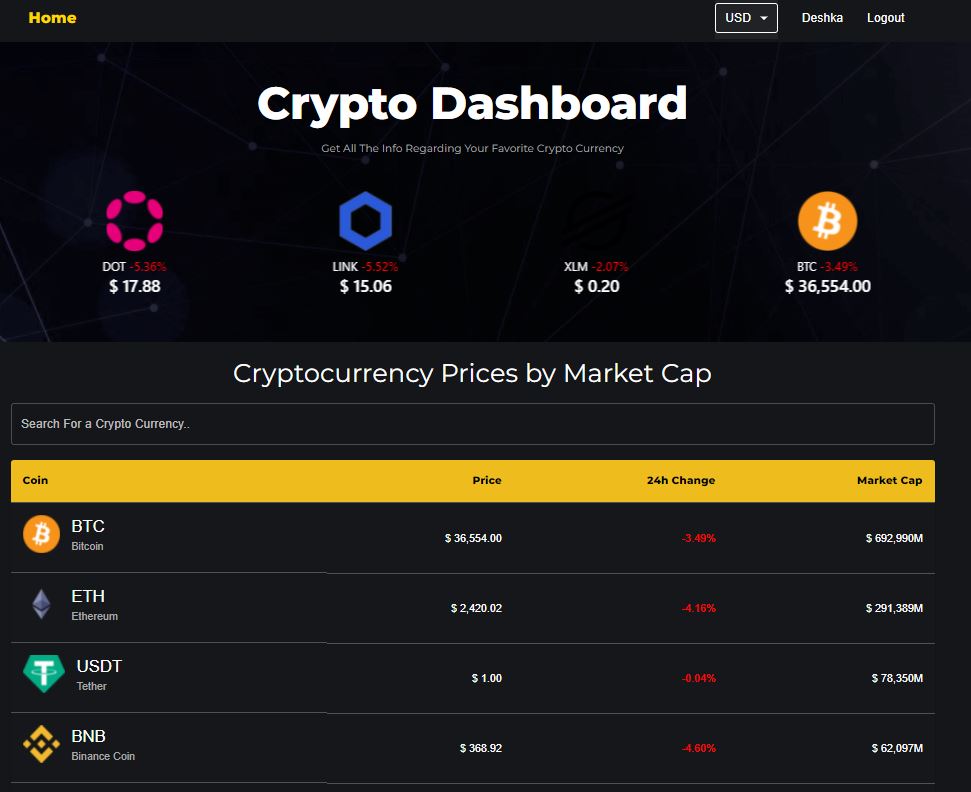 Home USD Deshka Logout
Crypto Dashboard
Get All The Info Regarding Your Favorite Crypto Currency
DOT -5.36% LINK -5.52% XLM -2.07% BTC -3.49%
$ 17.88 $ 15.06 $ 0.20 $ 36,554.00
Cryptocurrency Prices by Market Cap
Search For a Crypto Currency..
Coin Price 24h Change Market Cap
BTC
Bitcoin
$ 36,554.00 -3.49% $ 692,990M
ETH
Ethereum
$ 2,420.02 -4.16% $ 291,389M
USDT
Tether
$ 1.00 -0.04% $ 78,350M
BNB
Binance Coin
$ 368.92 -4.60% $ 62,097M